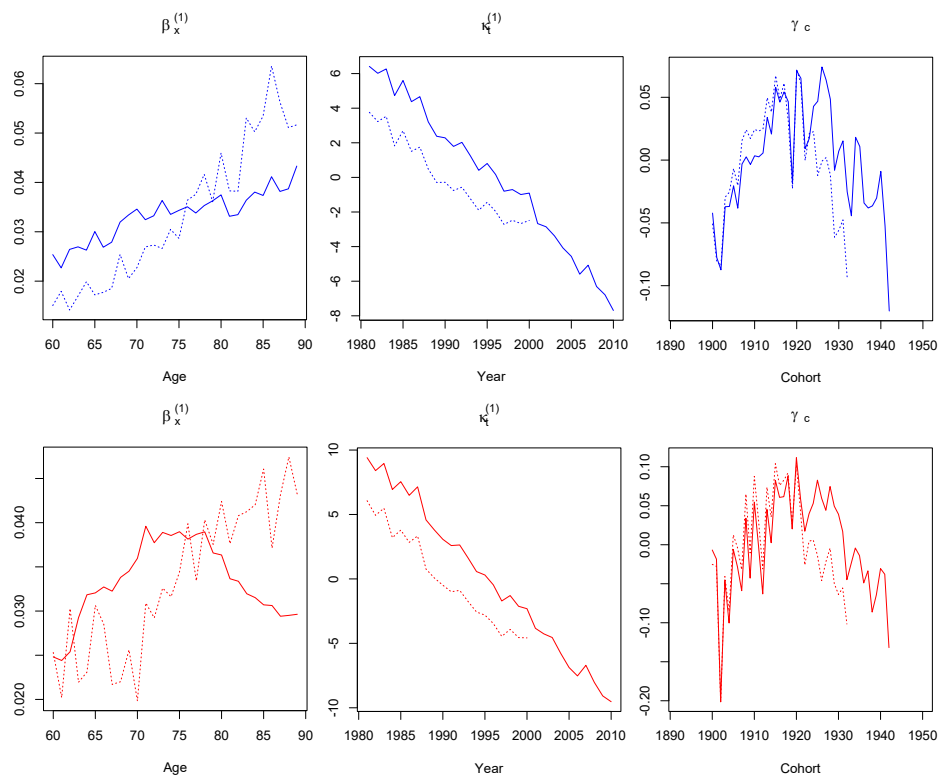 β x (1)
κ t (1)
γ c
0.02 0.03 0.04 0.05 0.06
60 65 70 75 80 85 90
Age
-8 -6 -4 -2 0 2 4 6
1980 1985 1990 1995 2000 2005 2010
Year
-0.10 -0.05 0.00 0.05
1890 1900 1910 1920 1930 1940 1950
Cohort
β x (1)
κ t (1)
γ c
0.020 0.030 0.040
60 65 70 75 80 85 90
Age
-10 -5 0 5 10
1980 1985 1990 1995 2000 2005 2010
Year
-0.20 -0.10 0.00 0.05 0.10
1890 1900 1910 1920 1930 1940 1950
Cohort